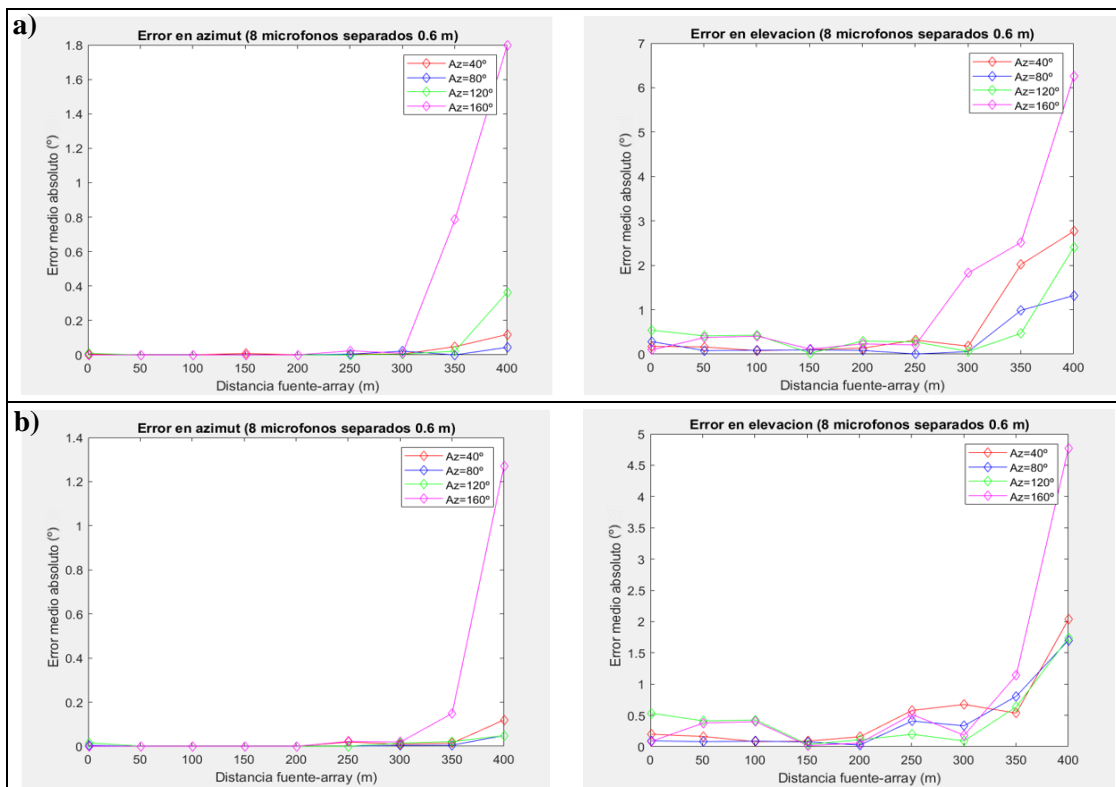 a)
Error en azimut (8 microfonos separados 0.6 m)
Error medio absoluto (º)
1.8
1.6
1.4
1.2
1
0.8
0.6
0.4
0.2
0
0 50 100 150 200 250 300 350 400
Distancia fuente-array (m)
Az=40º
Az=80º
Az=120º
Az=160º
Error en elevacion (8 microfonos separados 0.6 m)
Error medio absoluto (º)
7
6
5
4
3
2
1
0
0 50 100 150 200 250 300 350 400
Distancia fuente-array (m)
Az=40º
Az=80º
Az=120º
Az=160º
b)
Error en azimut (8 microfonos separados 0.6 m)
Error medio absoluto (º)
1.4
1.2
1
0.8
0.6
0.4
0.2
0
0 50 100 150 200 250 300 350 400
Distancia fuente-array (m)
Az=40º
Az=80º
Az=120º
Az=160º
Error en elevacion (8 microfonos separados 0.6 m)
Error medio absoluto (º)
5
4.5
4
3.5
3
2.5
2
1.5
1
0.5
0
0 50 100 150 200 250 300 350 400
Distancia fuente-array (m)
Az=40º
Az=80º
Az=120º
Az=160º